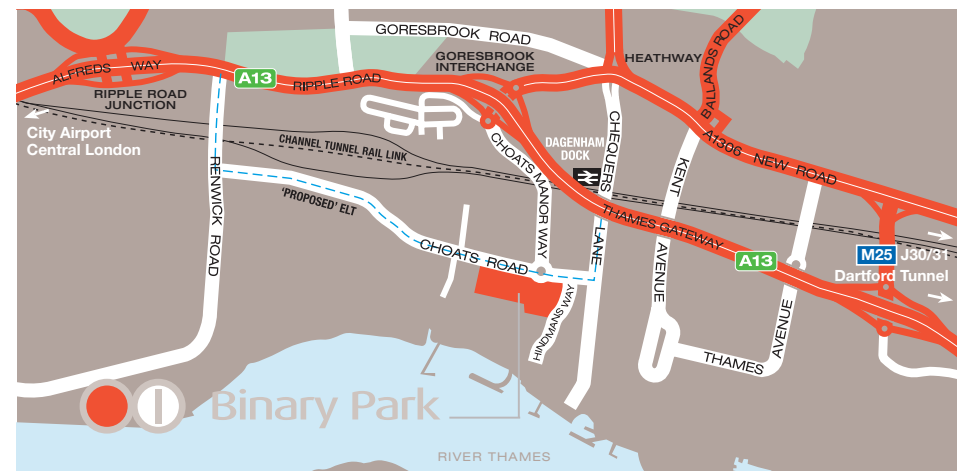 GORESBROOK ROAD
BALLANDS ROAD
GORESBROOK
INTERCHANGE
HEATHWAY
ALFREDS WAY
A13
RIPPLE ROAD
RIPPLE ROAD
JUNCTION
City Airport
Central London
CHANNEL TUNNEL RAIL LINK
CHOATS MANOR WAY
DAGENHAM
DOCK
CHEQUERS LANE
A1306 NEW ROAD
KENT AVENUE
RENWICK ROAD
'PROPOSED' ELT
THAMES GATEWAY
A13
CHOATS ROAD
M25 J30/31
Dartford Tunnel
HINDMANS WAY
THAMES AVENUE
Binary Park
RIVER THAMES